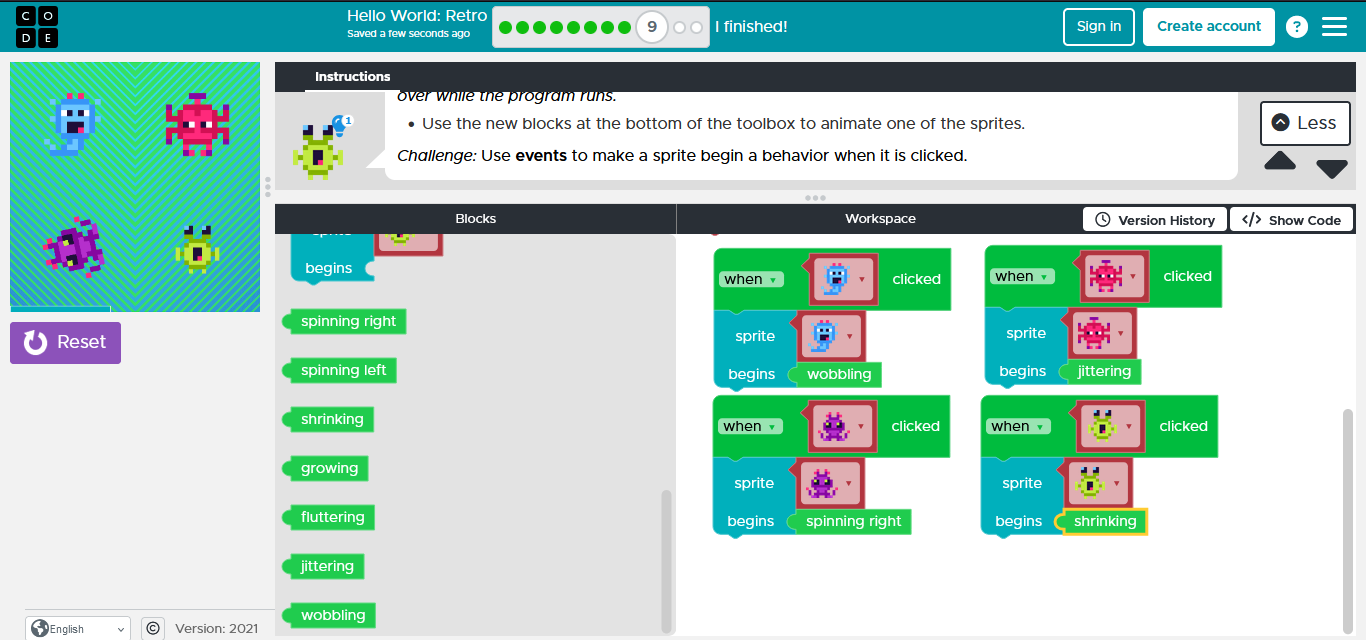 C O
D E
Hello World: Retro
Saved a few seconds ago
9
I finished!
Sign in
Create account
?
Instructions
over while the program runs.
• Use the new blocks at the bottom of the toolbox to animate one of the sprites.
Challenge: Use events to make a sprite begin a behavior when it is clicked.
1
Less
Blocks
Workspace
Version History
</> Show Code
Reset
sprite
begins
spinning right
spinning left
shrinking
growing
fluttering
jittering
wobbling
when clicked
sprite
begins wobbling
when clicked
sprite
begins jittering
when clicked
sprite
begins spinning right
when clicked
sprite
begins shrinking
English
©
Version: 2021